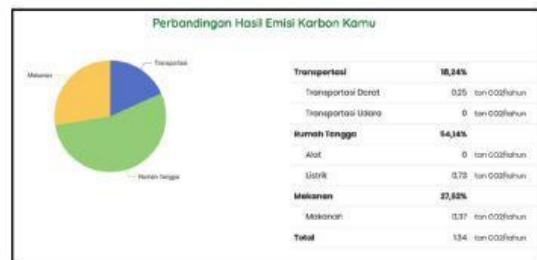 Perbandingan Hasil Emisi Karbon Kamu
Transportasi
Makanan
Rumah Tangga
Transportasi 18,24%
Transportasi Darat 0,25 ton CO2/tahun
Transportasi Udara 0 ton CO2/tahun
Rumah Tangga 54,14%
Alat 0 ton CO2/tahun
Listrik 0,73 ton CO2/tahun
Makanan 27,52%
Makanan 0,37 ton CO2/tahun
Total 1.34 ton CO2/tahun